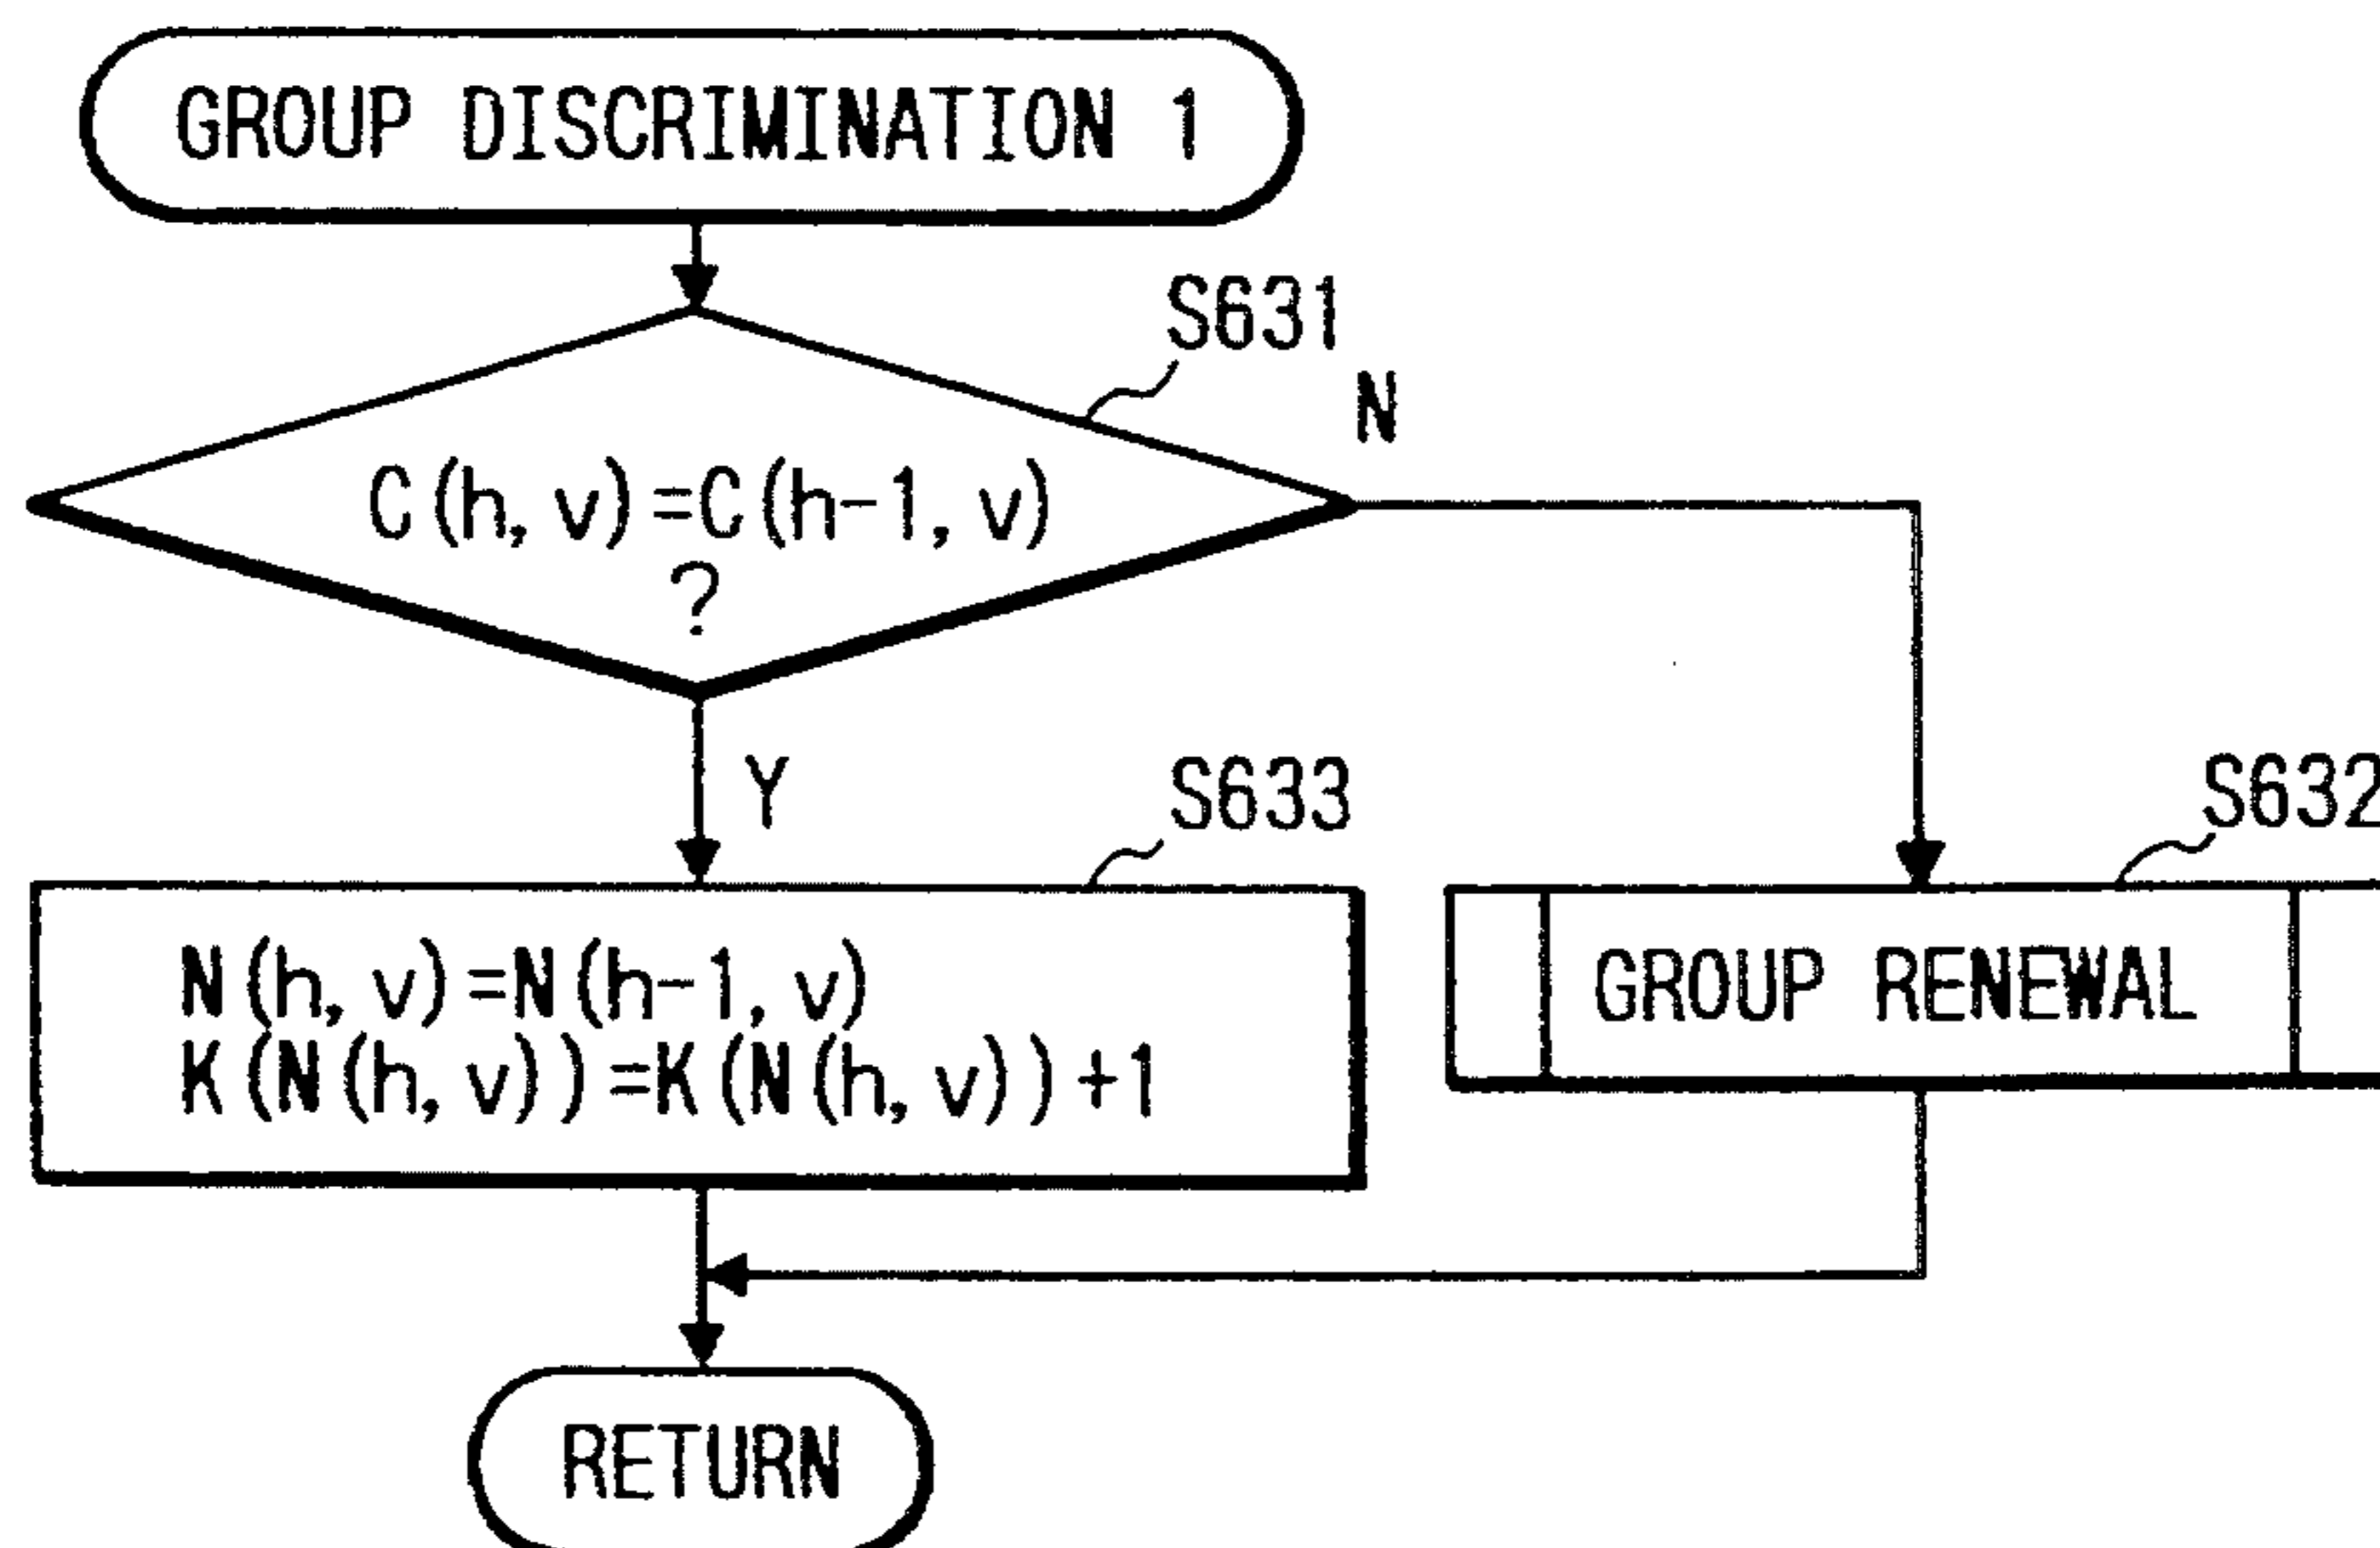 GROUP DISCRIMINATION 1
S631
N
C(h,v)=C(h-1,v)
?
Y
S633
S632
N(h,v)=N(h-1,v)
K(N(h,v))=K(N(h,v))+1
GROUP RENEWAL
RETURN